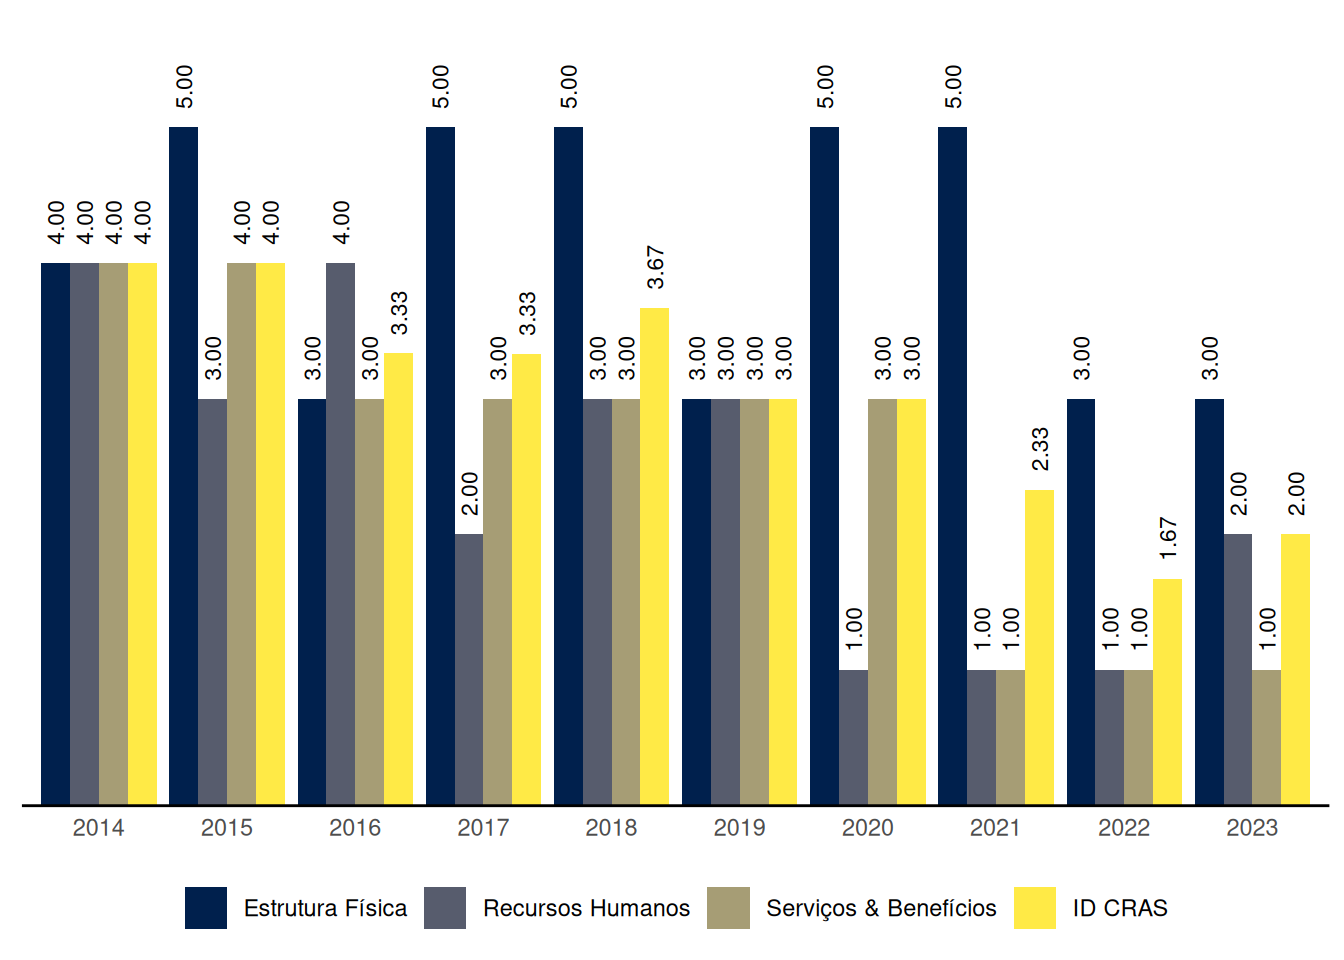 5.00 5.00 5.00 5.00 5.00
4.00 4.00 4.00 4.00 4.00 4.00 4.00
3.67
3.33 3.33
3.00 3.00 3.00 3.00 3.00 3.00 3.00 3.00 3.00 3.00 3.00 3.00 3.00 3.00
2.33
2.00 2.00 2.00
1.67
1.00 1.00 1.00 1.00 1.00 1.00
2014 2015 2016 2017 2018 2019 2020 2021 2022 2023
Estrutura Física Recursos Humanos Serviços & Benefícios ID CRAS